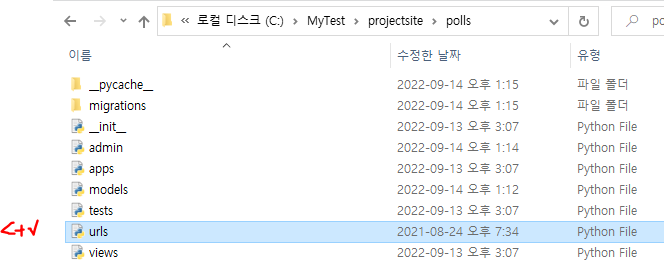 « 로컬 디스크 (C:) > MyTest > projectsite > polls
이름 수정한 날짜 유형
__pycache__ 2022-09-14 오후 1:15 파일 폴더
migrations 2022-09-14 오후 1:15 파일 폴더
__init__ 2022-09-13 오후 3:07 Python File
admin 2022-09-14 오후 1:14 Python File
apps 2022-09-13 오후 3:07 Python File
models 2022-09-14 오후 1:12 Python File
tests 2022-09-13 오후 3:07 Python File
urls 2021-08-24 오후 7:34 Python File
views 2022-09-13 오후 3:07 Python File